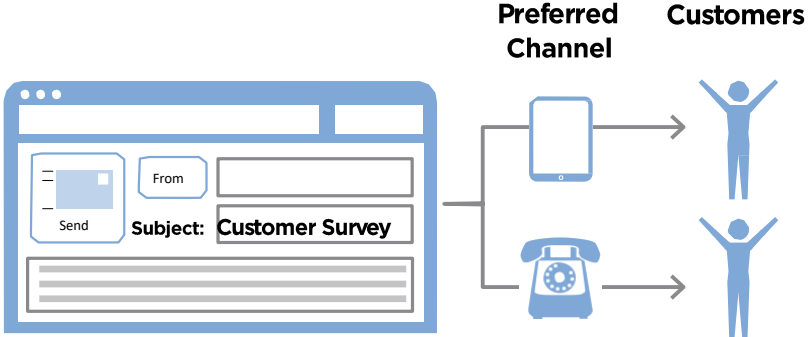 Preferred
Channel
Customers
From
Send
Subject: Customer Survey